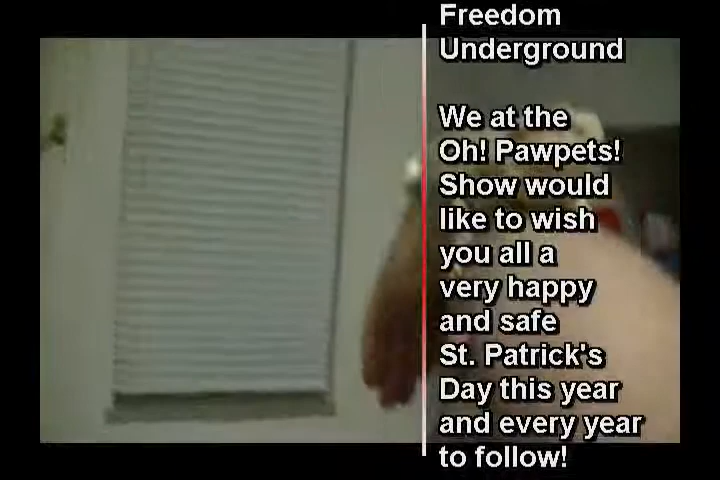 Freedom
Underground
We at the
Oh! Pawpets!
Show would
like to wish
you all a
very happy
and safe
St. Patrick's
Day this year
and every year
to follow!